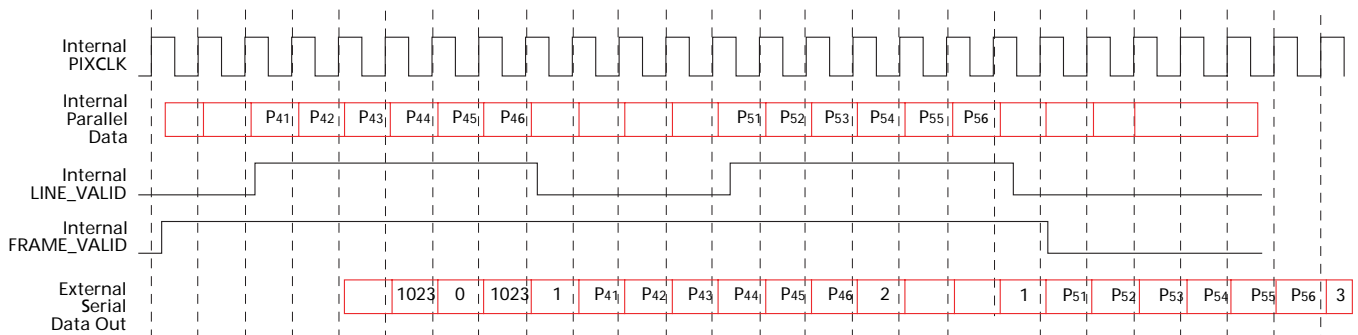 Internal
PIXCLK
Internal
Parallel
Data
P41 P42 P43 P44 P45 P46 P51 P52 P53 P54 P55 P56
Internal
LINE_VALID
Internal
FRAME_VALID
External
Serial
Data Out
1023 0 1023 1 P41 P42 P43 P44 P45 P46 2 1 P51 P52 P53 P54 P55 P56 3